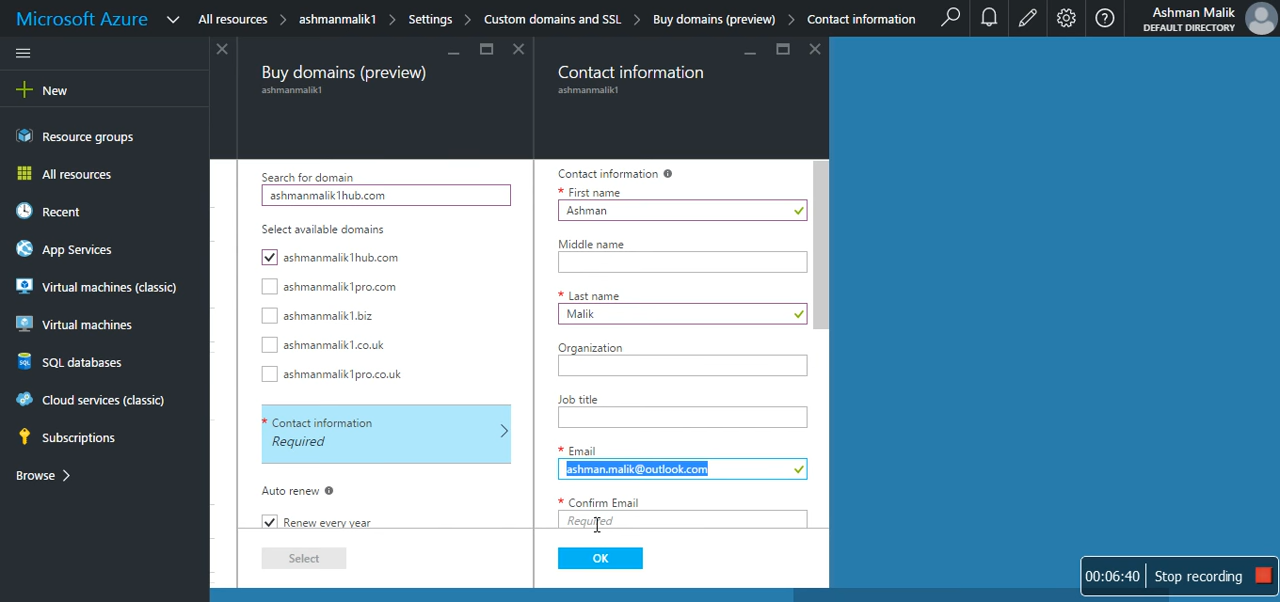 Microsoft Azure All resources ashmanmalik1 Settings Custom domains and SSL Buy domains (preview) Contact information Ashman Malik
DEFAULT DIRECTORY
New
Resource groups
All resources
Recent
App Services
Virtual machines (classic)
Virtual machines
SQL databases
Cloud services (classic)
Subscriptions
Browse
Buy domains (preview)
ashmanmalik1
Search for domain
ashmanmalik1hub.com
Select available domains
ashmanmalik1hub.com
ashmanmalik1pro.com
ashmanmalik1.biz
ashmanmalik1.co.uk
ashmanmalik1pro.co.uk
* Contact information
Required
Auto renew
Renew every year
Select
Contact information
ashmanmalik1
Contact information
* First name
Ashman
Middle name
* Last name
Malik
Organization
Job title
* Email
ashman.malik@outlook.com
* Confirm Email
Required
OK
00:06:40 Stop recording